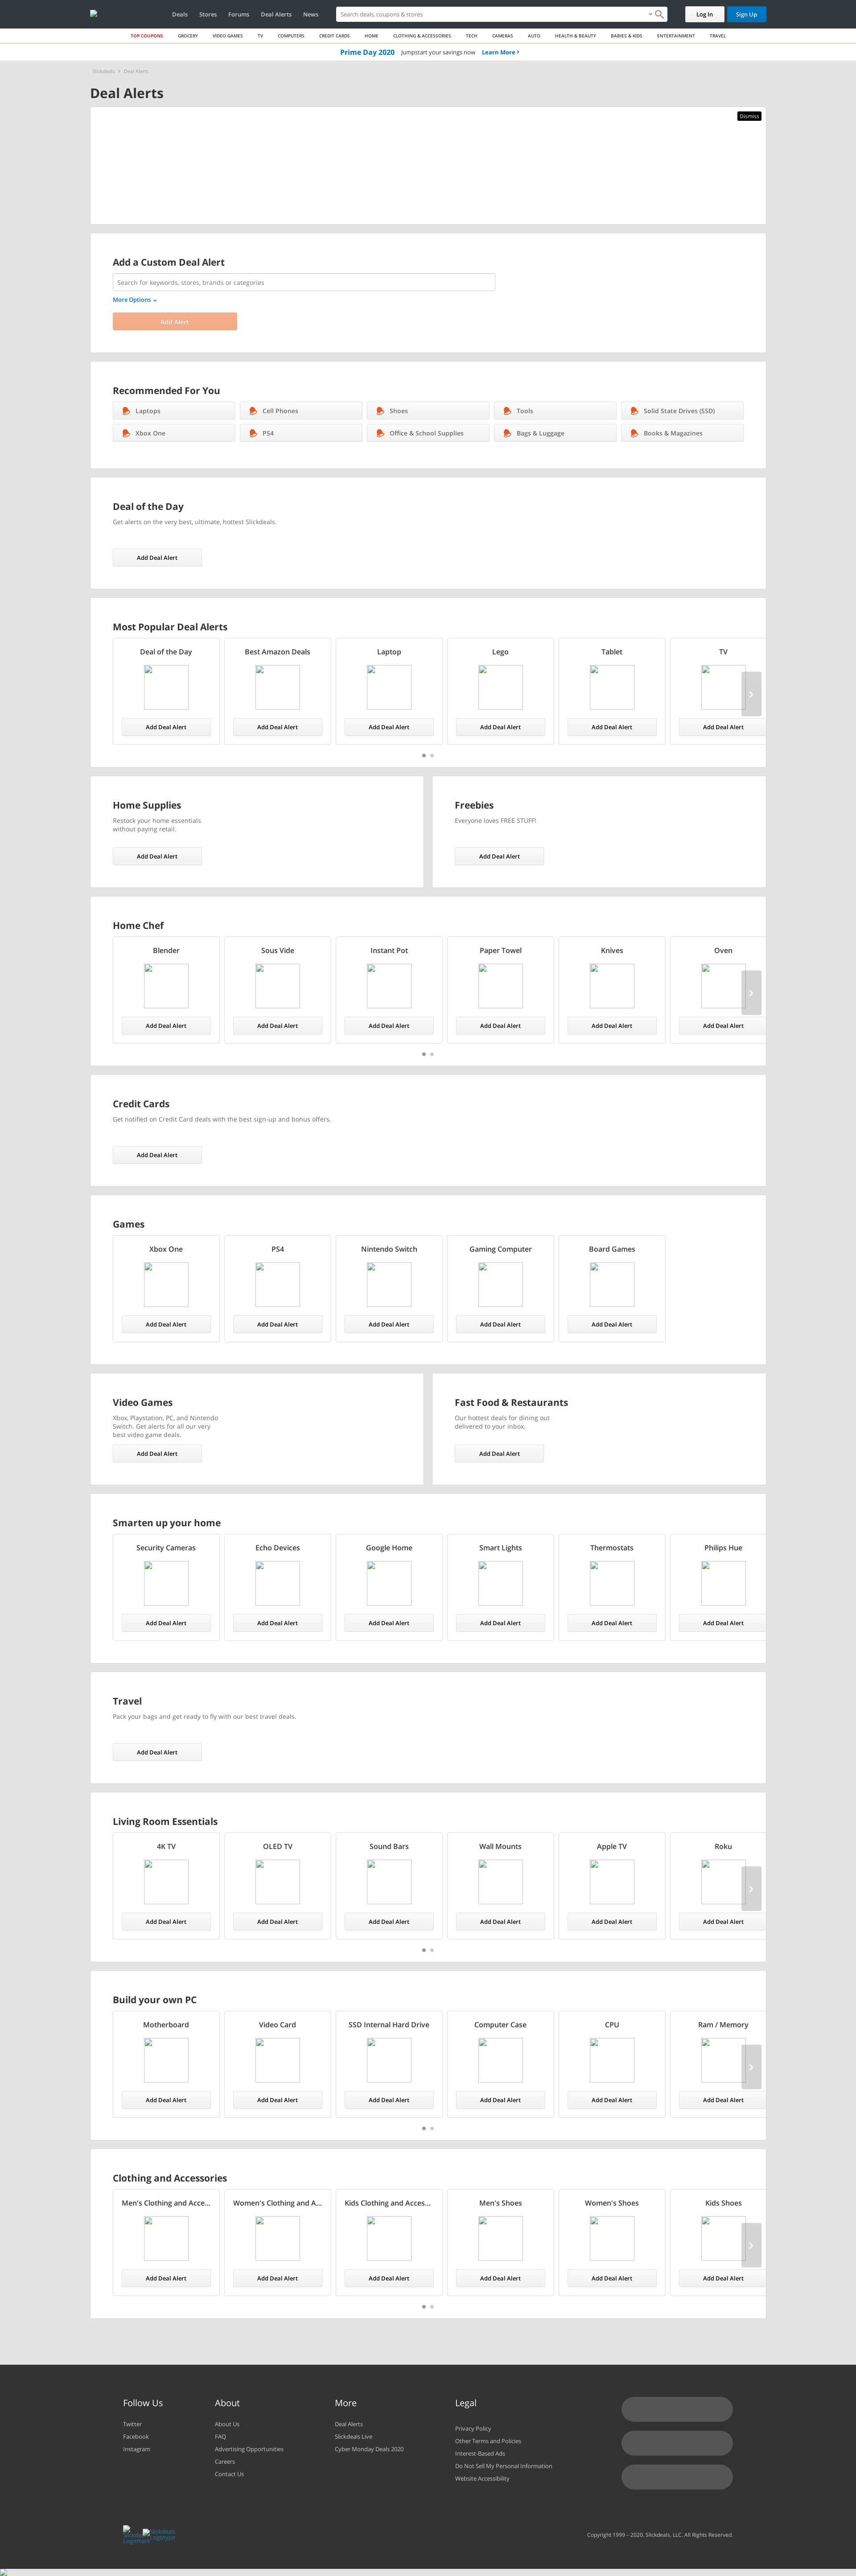 Deals Stores Forums Deal Alerts News Search deals, coupons & stores Log In Sign Up
TOP COUPONS GROCERY VIDEO GAMES TV COMPUTERS CREDIT CARDS HOME CLOTHING & ACCESSORIES TECH CAMERAS AUTO HEALTH & BEAUTY BABIES & KIDS ENTERTAINMENT TRAVEL
Prime Day 2020 Jumpstart your savings now Learn More
Slickdeals Deal Alerts
Deal Alerts
Dismiss
Add a Custom Deal Alert
Search for keywords, stores, brands or categories
More Options
Add Alert
Recommended For You
Laptops Cell Phones Shoes Tools Solid State Drives (SSD)
Xbox One PS4 Office & School Supplies Bags & Luggage Books & Magazines
Deal of the Day
Get alerts on the very best, ultimate, hottest Slickdeals.
Add Deal Alert
Most Popular Deal Alerts
Deal of the Day Best Amazon Deals Laptop Lego Tablet TV
Add Deal Alert Add Deal Alert Add Deal Alert Add Deal Alert Add Deal Alert Add Deal Alert
Home Supplies
Restock your home essentials
without paying retail.
Add Deal Alert
Freebies
Everyone loves FREE STUFF!
Add Deal Alert
Home Chef
Blender Sous Vide Instant Pot Paper Towel Knives Oven
Add Deal Alert Add Deal Alert Add Deal Alert Add Deal Alert Add Deal Alert Add Deal Alert
Credit Cards
Get notified on Credit Card deals with the best sign-up and bonus offers.
Add Deal Alert
Games
Xbox One PS4 Nintendo Switch Gaming Computer Board Games
Add Deal Alert Add Deal Alert Add Deal Alert Add Deal Alert Add Deal Alert
Video Games
Xbox, Playstation, PC, and Nintendo
Switch. Get alerts for all our very
best video game deals.
Add Deal Alert
Fast Food & Restaurants
Our hottest deals for dining out
delivered to your inbox.
Add Deal Alert
Smarten up your home
Security Cameras Echo Devices Google Home Smart Lights Thermostats Philips Hue
Add Deal Alert Add Deal Alert Add Deal Alert Add Deal Alert Add Deal Alert Add Deal Alert
Travel
Pack your bags and get ready to fly with our best travel deals.
Add Deal Alert
Living Room Essentials
4K TV OLED TV Sound Bars Wall Mounts Apple TV Roku
Add Deal Alert Add Deal Alert Add Deal Alert Add Deal Alert Add Deal Alert Add Deal Alert
Build your own PC
Motherboard Video Card SSD Internal Hard Drive Computer Case CPU Ram / Memory
Add Deal Alert Add Deal Alert Add Deal Alert Add Deal Alert Add Deal Alert Add Deal Alert
Clothing and Accessories
Men's Clothing and Acce... Women's Clothing and A... Kids Clothing and Acces... Men's Shoes Women's Shoes Kids Shoes
Add Deal Alert Add Deal Alert Add Deal Alert Add Deal Alert Add Deal Alert Add Deal Alert
Follow Us
Twitter
Facebook
Instagram
About
About Us
FAQ
Advertising Opportunities
Careers
Contact Us
More
Deal Alerts
Slickdeals Live
Cyber Monday Deals 2020
Legal
Privacy Policy
Other Terms and Policies
Interest-Based Ads
Do Not Sell My Personal Information
Website Accessibility
Slickdeals
Logotype
Copyright 1999 – 2020. Slickdeals, LLC. All Rights Reserved.